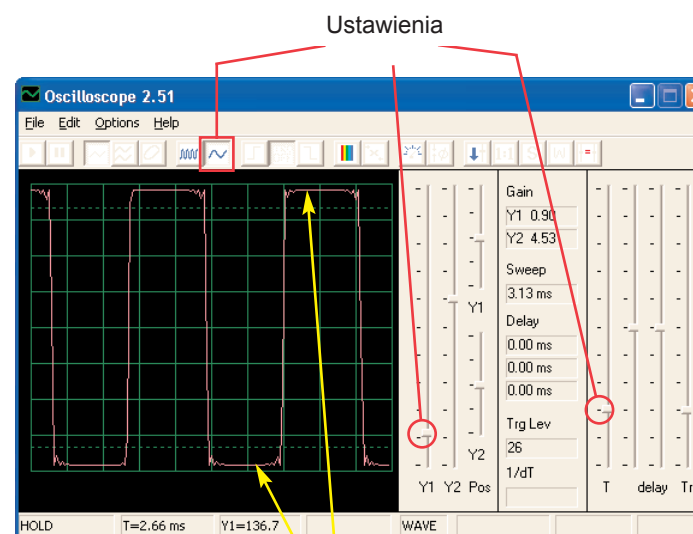 Ustawienia
Oscilloscope 2.51
File Edit Options Help
Gain
Y1 0.90
Y2 4.53
Sweep
3.13 ms
Y1
Delay
0.00 ms
0.00 ms
0.00 ms
Trg Lev
26
Y2
1/dT
Y1 Y2 Pos T delay Tr
HOLD T=2.66 ms Y1=136.7 WAVE